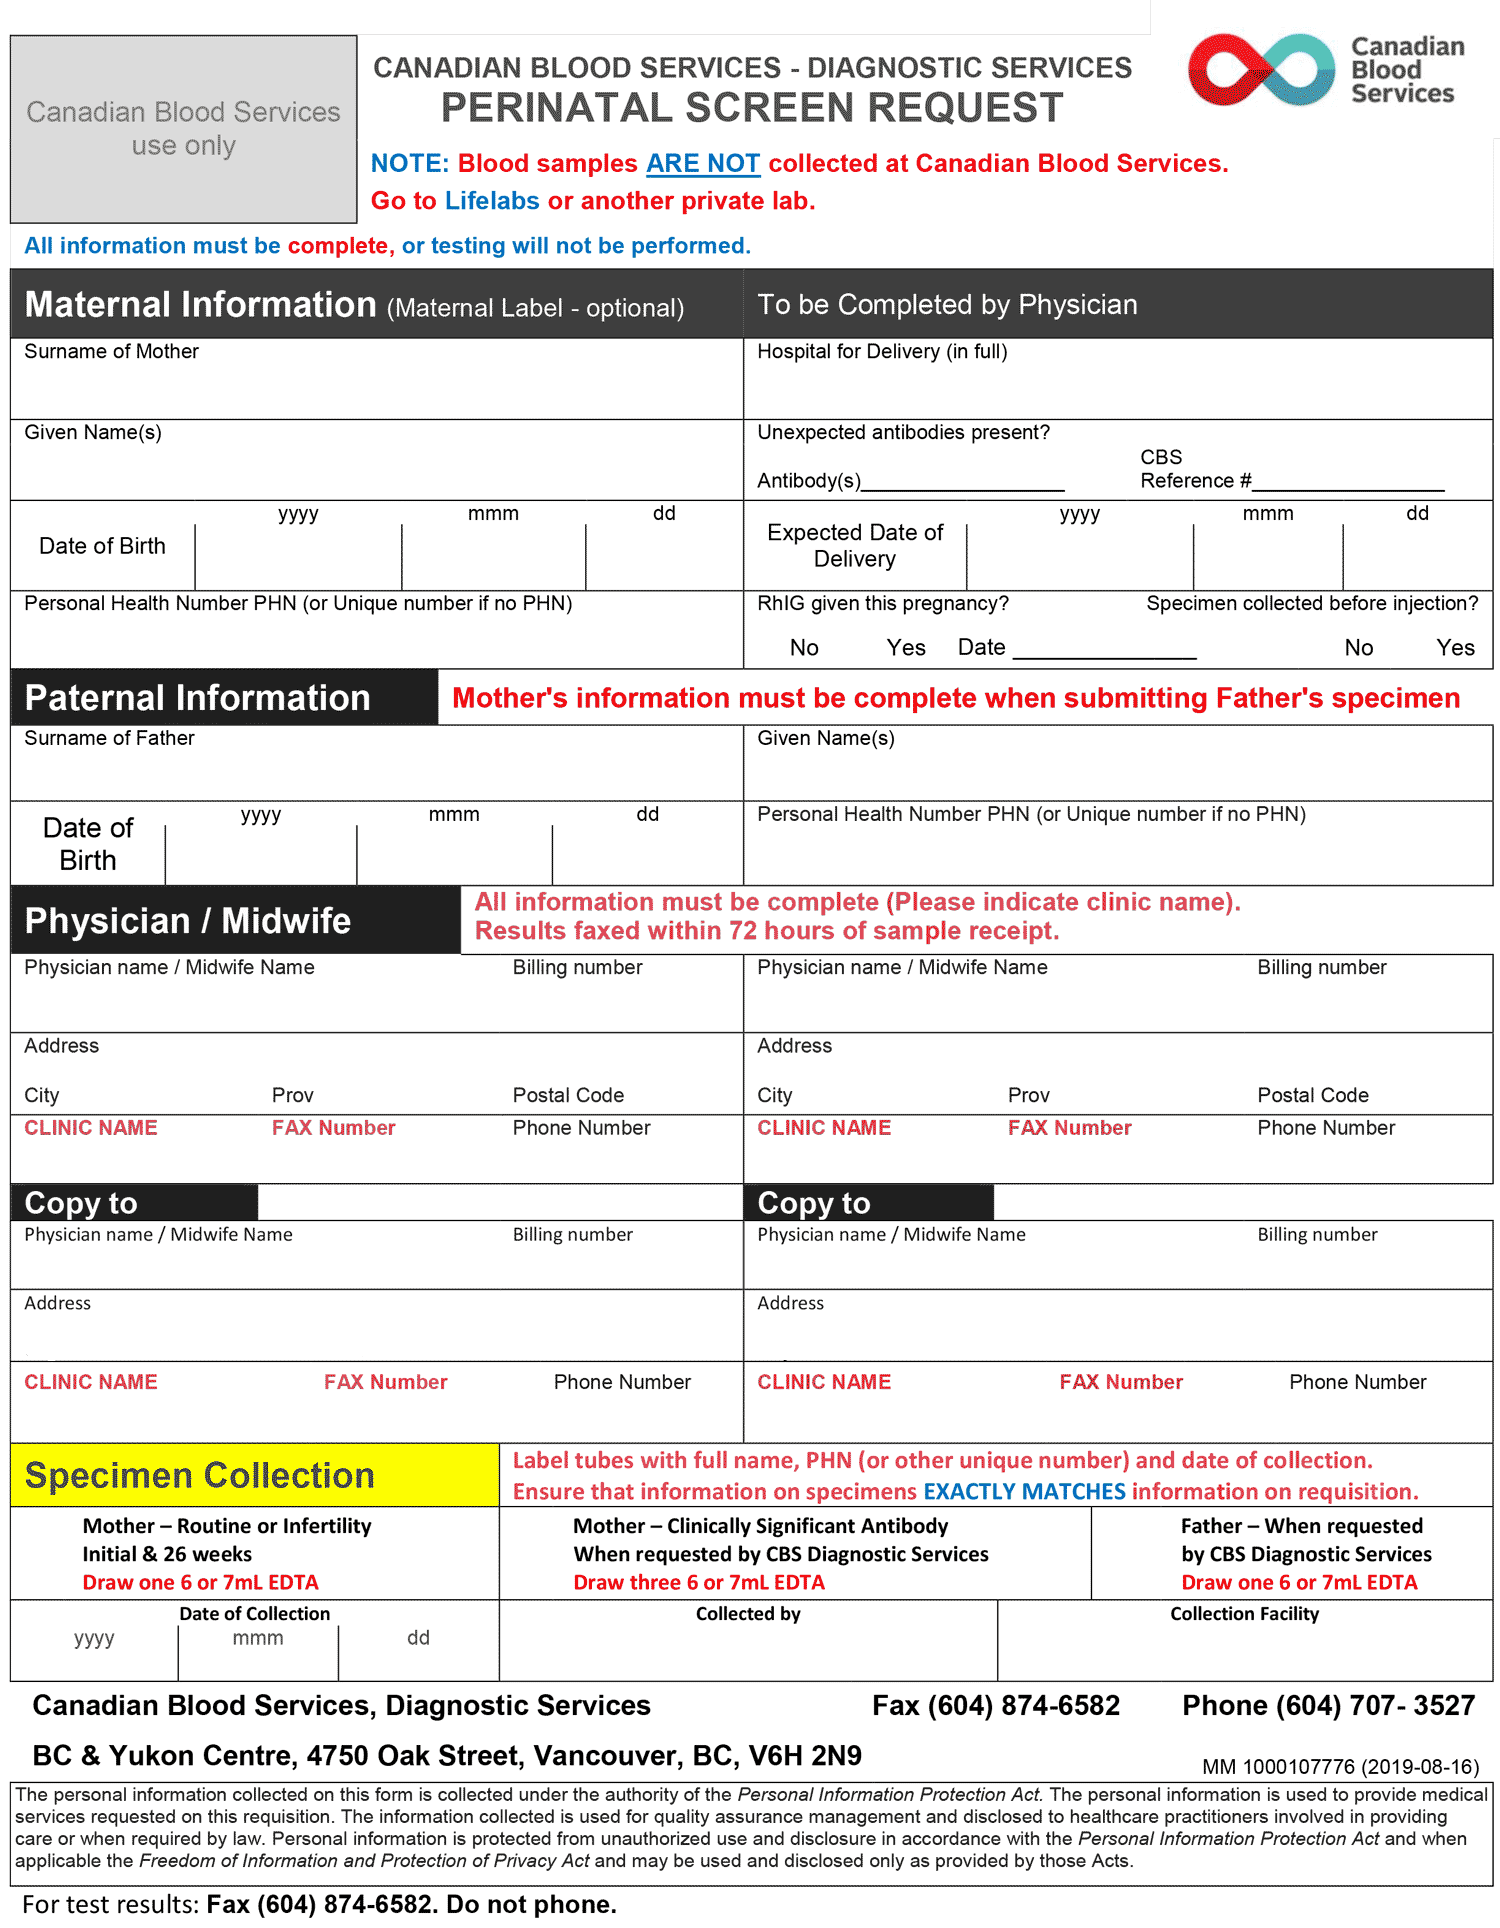 Canadian Blood Services
use only
CANADIAN BLOOD SERVICES - DIAGNOSTIC SERVICES
PERINATAL SCREEN REQUEST
Canadian
Blood
Services
NOTE: Blood samples ARE NOT collected at Canadian Blood Services.
Go to Lifelabs or another private lab.
All information must be complete, or testing will not be performed.
Maternal Information (Maternal Label - optional)
To be Completed by Physician
Surname of Mother
Hospital for Delivery (in full)
Given Name(s)
Unexpected antibodies present?
CBS
Antibody(s)_________________ Reference #________________
Date of Birth yyyy mmm dd
Expected Date of
Delivery
yyyy mmm dd
Personal Health Number PHN (or Unique number if no PHN)
RhIG given this pregnancy? Specimen collected before injection?
No Yes Date _______________ No Yes
Paternal Information
Mother's information must be complete when submitting Father's specimen
Surname of Father
Given Name(s)
Date of
Birth
yyyy mmm dd
Personal Health Number PHN (or Unique number if no PHN)
Physician / Midwife
All information must be complete (Please indicate clinic name).
Results faxed within 72 hours of sample receipt.
Physician name / Midwife Name Billing number
Physician name / Midwife Name Billing number
Address
Address
City Prov Postal Code
City Prov Postal Code
CLINIC NAME FAX Number Phone Number
CLINIC NAME FAX Number Phone Number
Copy to
Copy to
Physician name / Midwife Name Billing number
Physician name / Midwife Name Billing number
Address
Address
CLINIC NAME FAX Number Phone Number
CLINIC NAME FAX Number Phone Number
Specimen Collection
Label tubes with full name, PHN (or other unique number) and date of collection.
Ensure that information on specimens EXACTLY MATCHES information on requisition.
Mother – Routine or Infertility
Initial & 26 weeks
Draw one 6 or 7mL EDTA
Mother – Clinically Significant Antibody
When requested by CBS Diagnostic Services
Draw three 6 or 7mL EDTA
Father – When requested
by CBS Diagnostic Services
Draw one 6 or 7mL EDTA
Date of Collection
yyyy mmm dd
Collected by
Collection Facility
Canadian Blood Services, Diagnostic Services Fax (604) 874-6582 Phone (604) 707- 3527
BC & Yukon Centre, 4750 Oak Street, Vancouver, BC, V6H 2N9
MM 1000107776 (2019-08-16)
The personal information collected on this form is collected under the authority of the Personal Information Protection Act. The personal information is used to provide medical
services requested on this requisition. The information collected is used for quality assurance management and disclosed to healthcare practitioners involved in providing
care or when required by law. Personal information is protected from unauthorized use and disclosure in accordance with the Personal Information Protection Act and when
applicable the Freedom of Information and Protection of Privacy Act and may be used and disclosed only as provided by those Acts.
For test results: Fax (604) 874-6582. Do not phone.